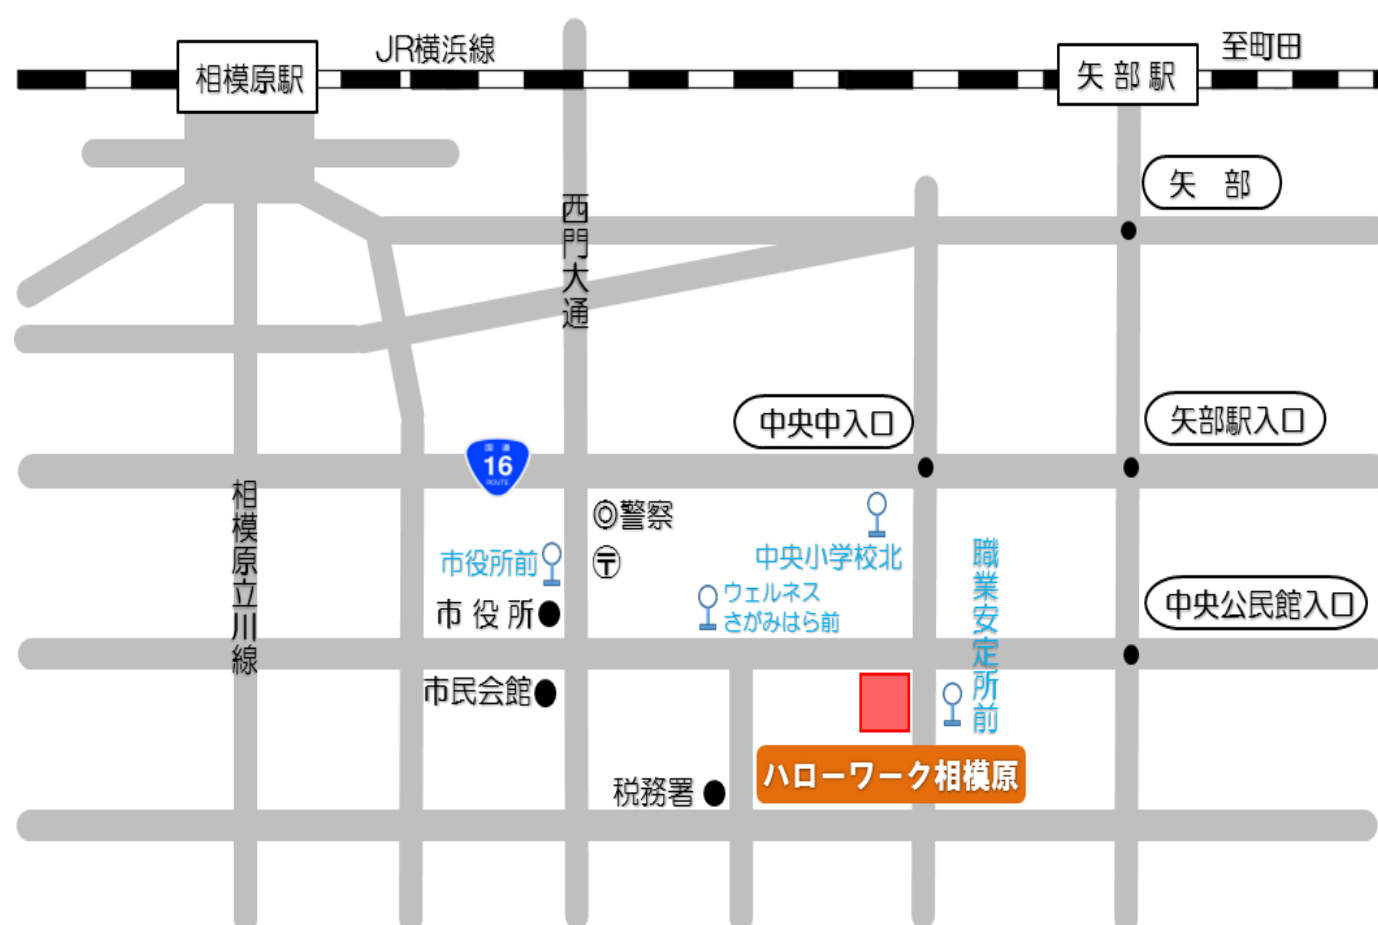 JR横浜線
至町田
相模原駅
矢部駅
矢 部
西門大通
中央中入口
矢部駅入口
国道
16
ROUTE
相模原立川線
警察
〒
市役所前
中央小学校北
職業安定所前
ウェルネス
さがみはら前
市役所
中央公民館入口
市民会館
ハローワーク相模原
税務署